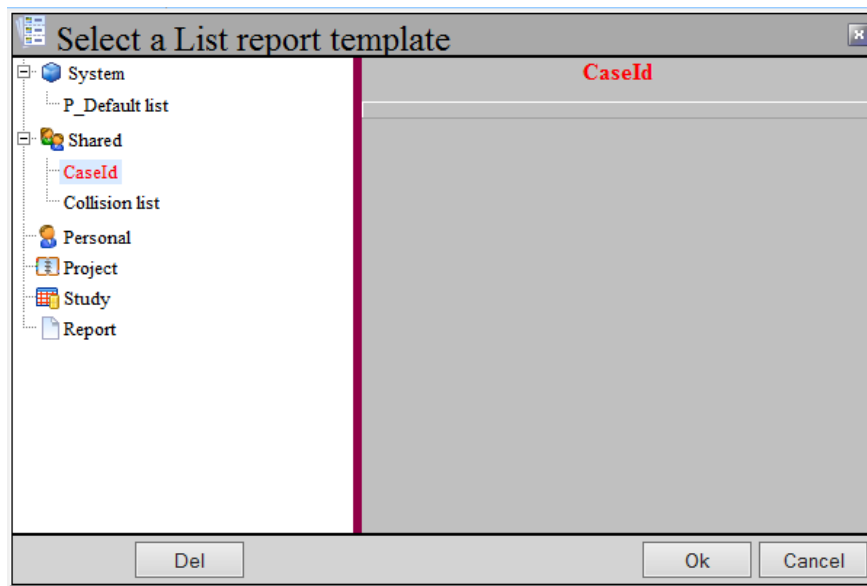 Select a List report template
System
P_Default list
Shared
CaseId
Collision list
Personal
Project
Study
Report
CaseId
Del
Ok
Cancel